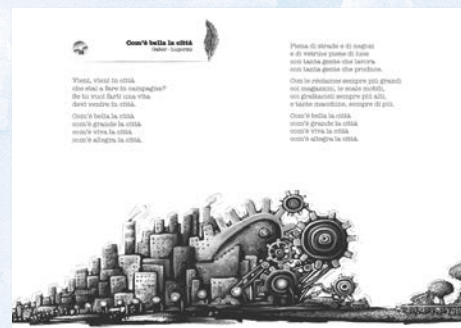 Com'è bella la città
Gaber - Luporini
Vieni, vieni in città
che stai a fare in campagna?
Se tu vuoi farti una vita
devi venire in città.
Com'è bella la città
com'è grande la città
com'è viva la città
com'è allegra la città.
Piena di strade e di negozi
e di vetrine piene di luce
con tanta gente che lavora
con tanta gente che produce.
Con le réclames sempre più grandi
coi magazzini, le scale mobili,
coi grattacieli sempre più alti,
e tante macchine, sempre di più.
Com'è bella la città
com'è grande la città
com'è viva la città
com'è allegra la città.